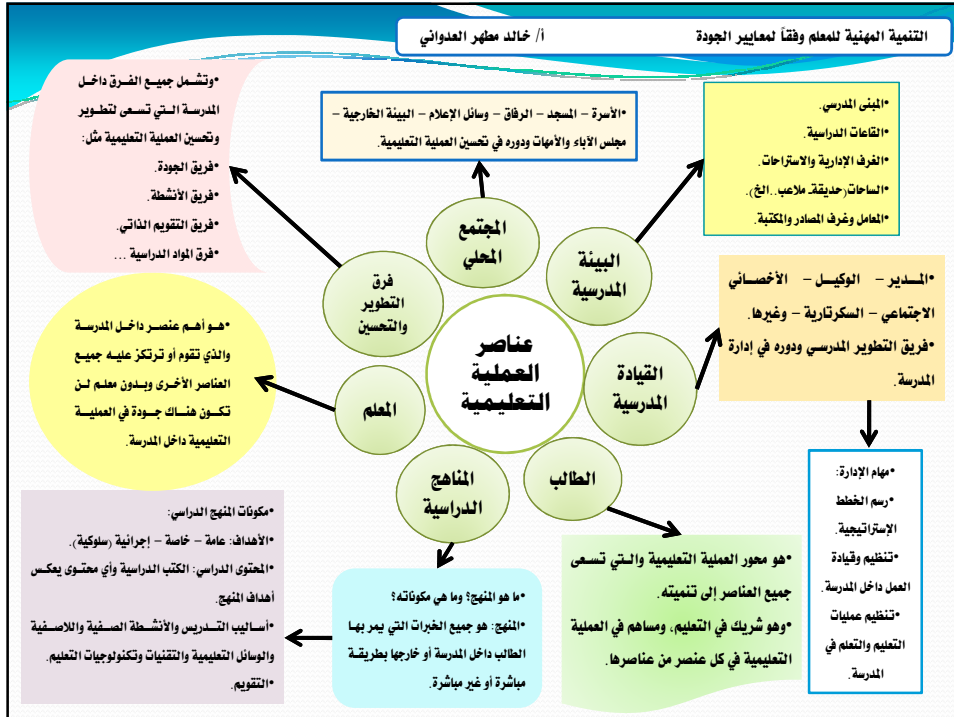 التنمية المهنية للمعلم وفقاً لمعايير الجودة
أ/ خالد مطهر العدواني
عناصر
العملية
التعليمية
المجتمع
المحلي
•الأسرة – المسجد – الرفاق – وسائل الإعلام – البيئة الخارجية –
مجلس الآباء والأمهات ودوره في تحسين العملية التعليمية.
البيئة
المدرسية
•المبنى المدرسي.
•القاعات الدراسية.
•الغرف الإدارية والاستراحات.
•الساحات(حديقة، ملاعب..الخ).
•المعامل وغرف المصادر والمكتبة.
القيادة
المدرسية
•المدير – الوكيل – الأخصائي
الاجتماعي – السكرتارية – وغيرها.
•فريق التطوير المدرسي ودوره في إدارة
المدرسة.
•مهام الإدارة:
•رسم الخطط
الإستراتيجية.
•تنظيم وقيادة
العمل داخل المدرسة.
•تنظيم عمليات
التعليم والتعلم في
المدرسة.
الطالب
•هو محور العملية التعليمية والتي تسعى
جميع العناصر إلى تنميته.
•وهو شريك في التعليم، ومساهم في العملية
التعليمية في كل عنصر من عناصرها.
المناهج
الدراسية
•ما هو المنهج؟ وما هي مكوناته؟
•المنهج: هو جميع الخبرات التي يمر بها
الطالب داخل المدرسة أو خارجها بطريقة
مباشرة أو غير مباشرة.
•مكونات المنهج الدراسي:
•الأهداف: عامة – خاصة – إجرائية (سلوكية).
•المحتوى الدراسي: الكتب الدراسية وأي محتوى يعكس
أهداف المنهج.
•أساليب التدريس والأنشطة الصفية واللاصفية
والوسائل التعليمية والتقنيات وتكنولوجيات التعليم.
•التقويم.
المعلم
•هو أهم عنصر داخل المدرسة
والذي تقوم أو ترتكز عليه جميع
العناصر الأخرى وبدون معلم لن
تكون هناك جودة في العملية
التعليمية داخل المدرسة.
فرق
التطوير
والتحسين
•وتشمل جميع الفرق داخل
المدرسة التي تسعى لتطوير
وتحسين العملية التعليمية مثل:
•فريق الجودة.
•فريق الأنشطة.
•فريق التقويم الذاتي.
•فرق المواد الدراسية ...